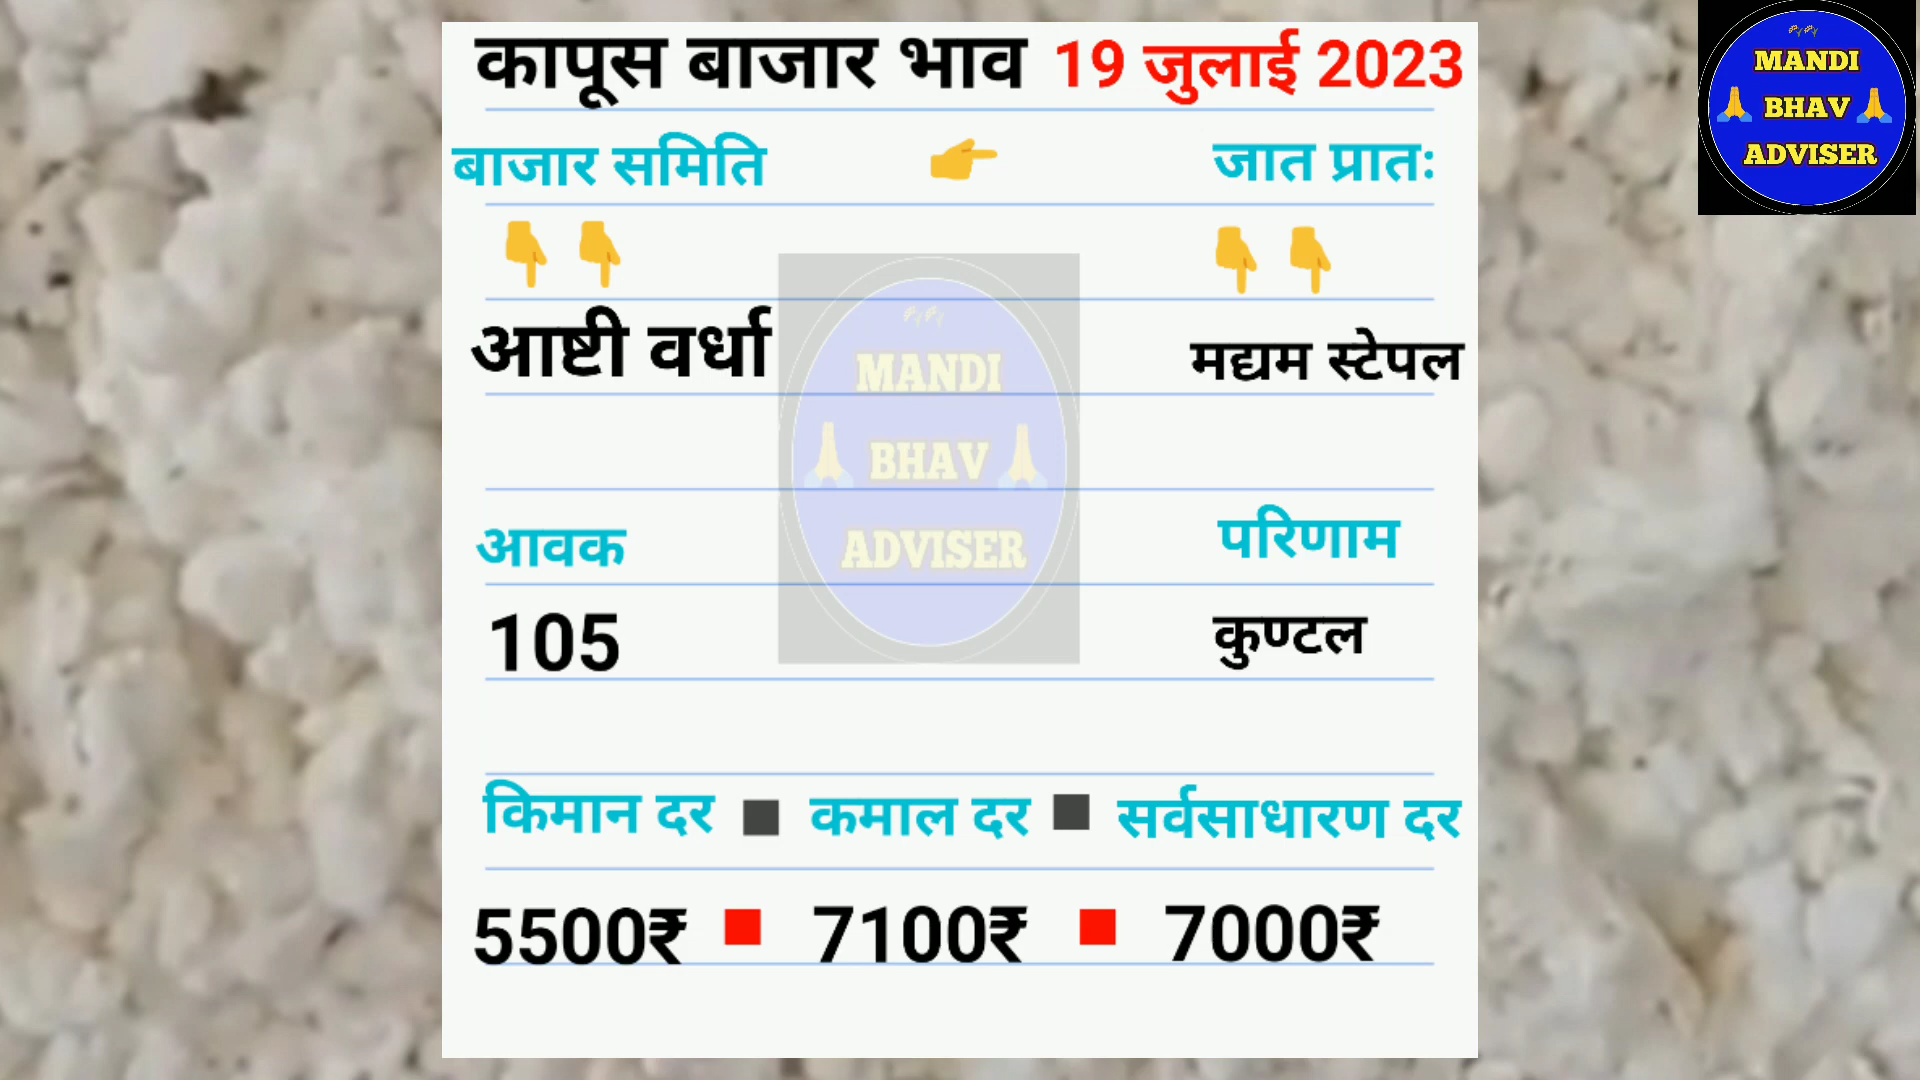 कापूस बाजार भाव 19 जुलाई 2023
बाजार समिति 👉 जात प्रातः
👇 👇 👇 👇
आष्टी वर्धा मद्यम स्टेपल
आवक परिणाम
105 कुण्टल
किमान दर ◼ कमाल दर ◼ सर्वसाधारण दर
5500₹ 🟥 7100₹ 🟥 7000₹
MANDI
🙏 BHAV 🙏
ADVISER
MANDI
🙏 BHAV 🙏
ADVISER